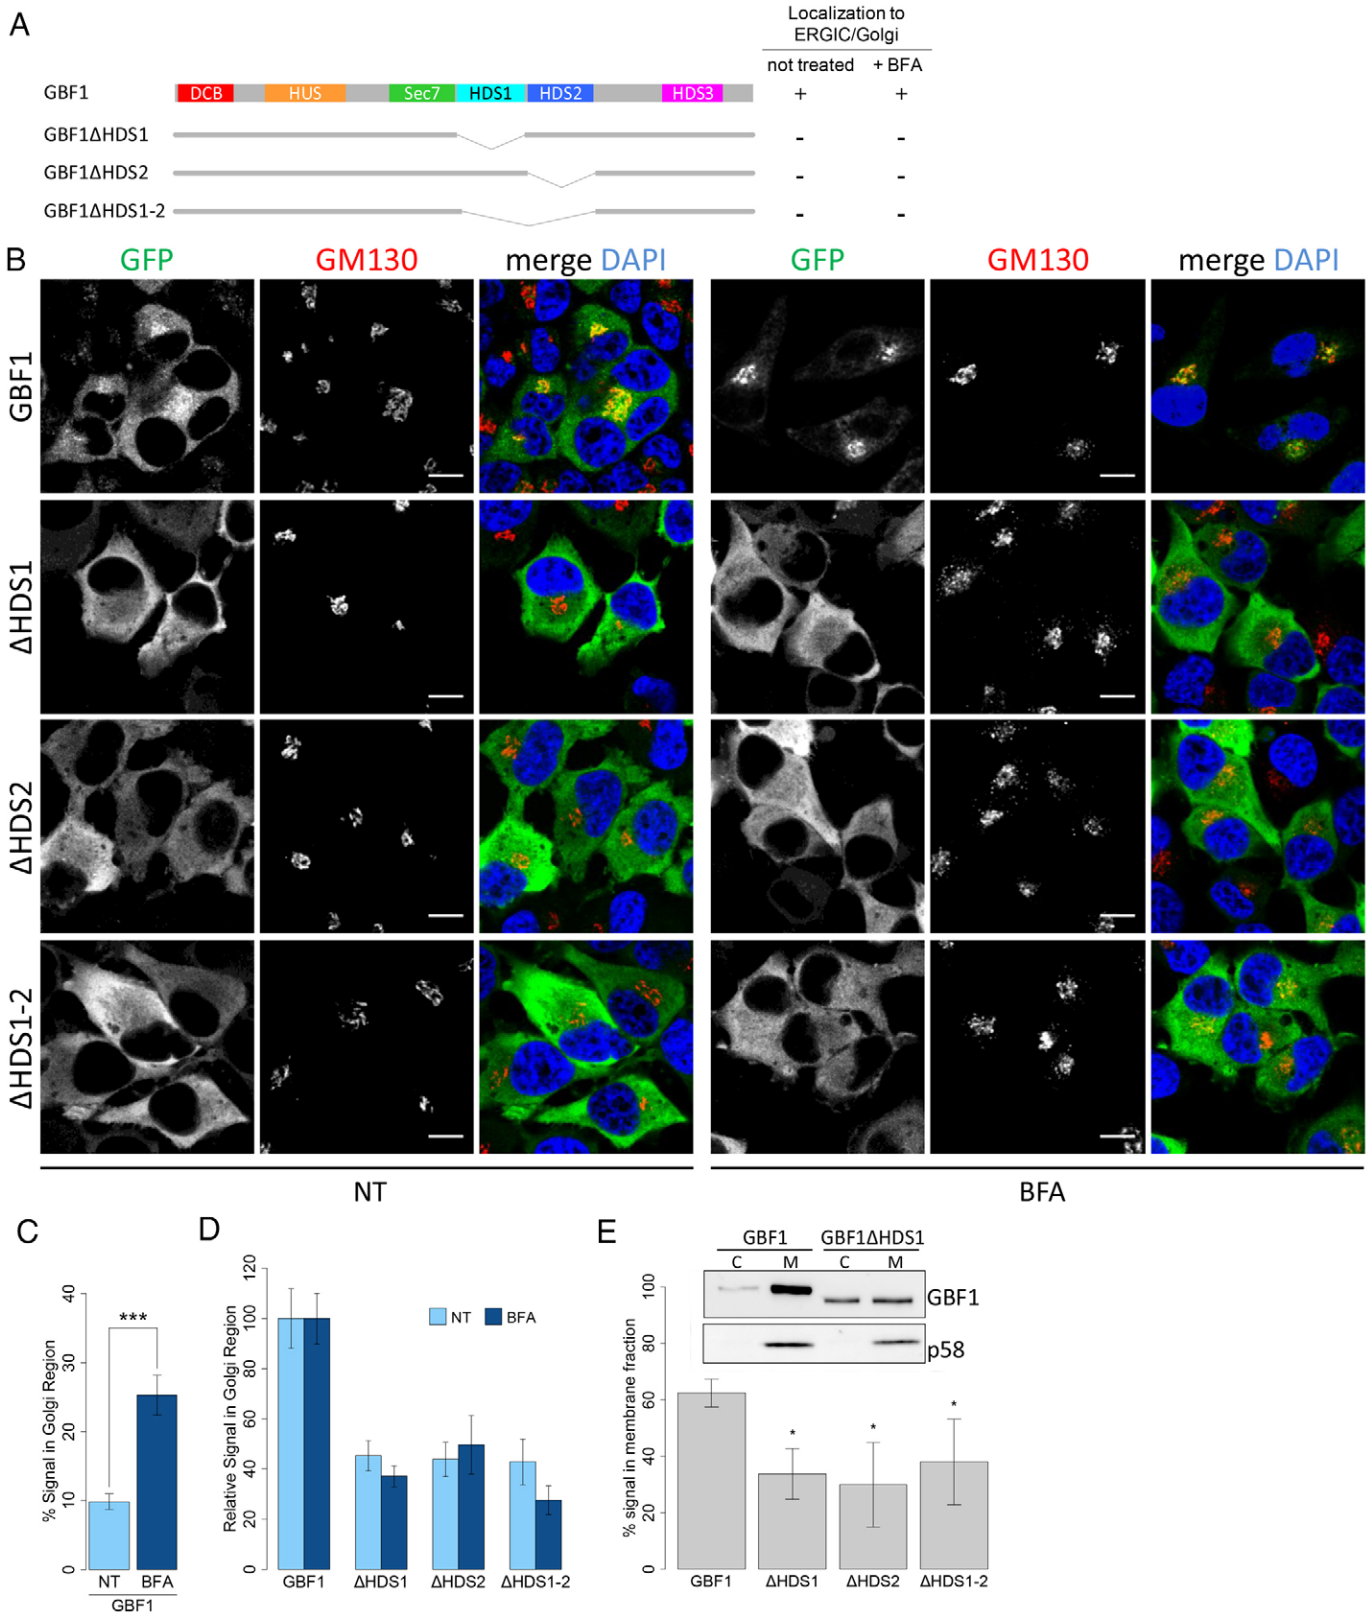 A
Localization to
ERGIC/Golgi
not treated + BFA
GBF1 DCB HUS Sec7 HDS1 HDS2 HDS3 + +
GBF1ΔHDS1 - -
GBF1ΔHDS2 - -
GBF1ΔHDS1-2 - -
B GFP GM130 merge DAPI GFP GM130 merge DAPI
GBF1
ΔHDS1
ΔHDS2
ΔHDS1-2
NT BFA
C
% Signal in Golgi Region
40
30
20
10
0
***
NT BFA
GBF1
D
Relative Signal in Golgi Region
120
100
80
60
40
20
0
NT BFA
GBF1 ΔHDS1 ΔHDS2 ΔHDS1-2
E
GBF1 GBF1ΔHDS1
C M C M
GBF1
p58
% signal in membrane fraction
100
80
60
40
20
0
* * *
GBF1 ΔHDS1 ΔHDS2 ΔHDS1-2